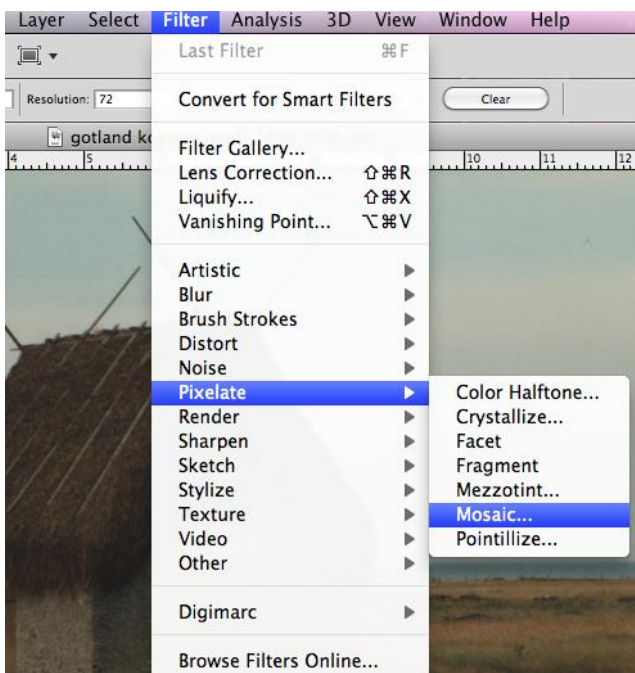 Layer Select Filter Analysis 3D View Window Help
Last Filter ⌘F
Resolution: 72
Convert for Smart Filters
Clear
gotland
Filter Gallery...
4 5 10 11 12
Lens Correction... ⇧⌘R
Liquify... ⇧⌘X
Vanishing Point... ⌥⌘V
Artistic
Blur
Brush Strokes
Distort
Noise
Pixelate
Color Halftone...
Render
Crystallize...
Sharpen
Facet
Sketch
Fragment
Stylize
Mezzotint...
Texture
Mosaic...
Video
Pointillize...
Other
Digimarc
Browse Filters Online...